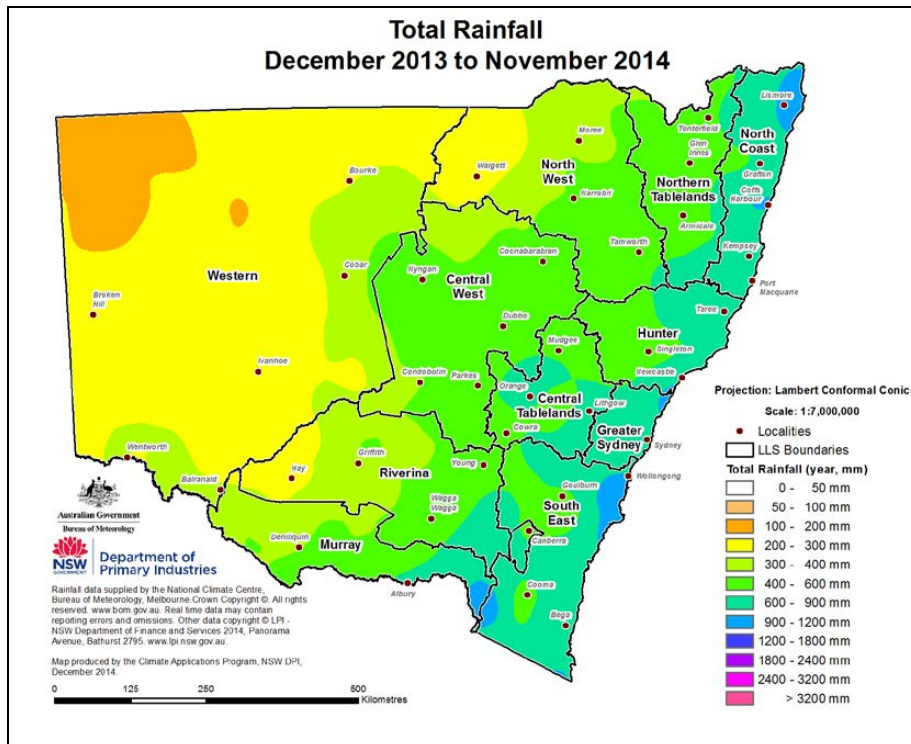 Total Rainfall
December 2013 to November 2014
Lismore
North
Coast
Tenterfield
Glen
Innes
Grafton
Coffs
Harbour
Moree
North
West
Walgett
Bourke
Narrabri
Northern
Tablelands
Armidale
Kempsey
Port
Macquarie
Tamworth
Coonabarabran
Nyngan
Central
West
Cobar
Western
Broken
Hill
Taree
Hunter
Dubbo
Mudgee
Singleton
Newcastle
Ivanhoe
Condobolin
Parkes
Orange
Central
Tablelands
Lithgow
Cowra
Greater
Sydney
Sydney
Wentworth
Balranald
Hay
Griffith
Riverina
Young
Goulburn
Wollongong
South
East
Wagga
Wagga
Canberra
Deniliquin
Murray
Albury
Cooma
Bega
Projection: Lambert Conformal Conic
Scale: 1:7,000,000
Localities
LLS Boundaries
Total Rainfall (year, mm)
0 - 50 mm
50 - 100 mm
100 - 200 mm
200 - 300 mm
300 - 400 mm
400 - 600 mm
600 - 900 mm
900 - 1200 mm
1200 - 1800 mm
1800 - 2400 mm
2400 - 3200 mm
> 3200 mm
Australian Government
Bureau of Meteorology
NSW
GOVERNMENT
Department of
Primary Industries
Rainfall data supplied by the National Climate Centre,
Bureau of Meteorology, Melbourne.Crown Copyright ©. All rights
reserved. www.bom.gov.au. Real time data may contain
reporting errors and omissions. Other data copyright © LPI -
NSW Department of Finance and Services 2014, Panorama
Avenue, Bathurst 2795. www.lpi.nsw.gov.au.
Map produced by the Climate Applications Program, NSW DPI,
December 2014.
0 125 250 500
Kilometres